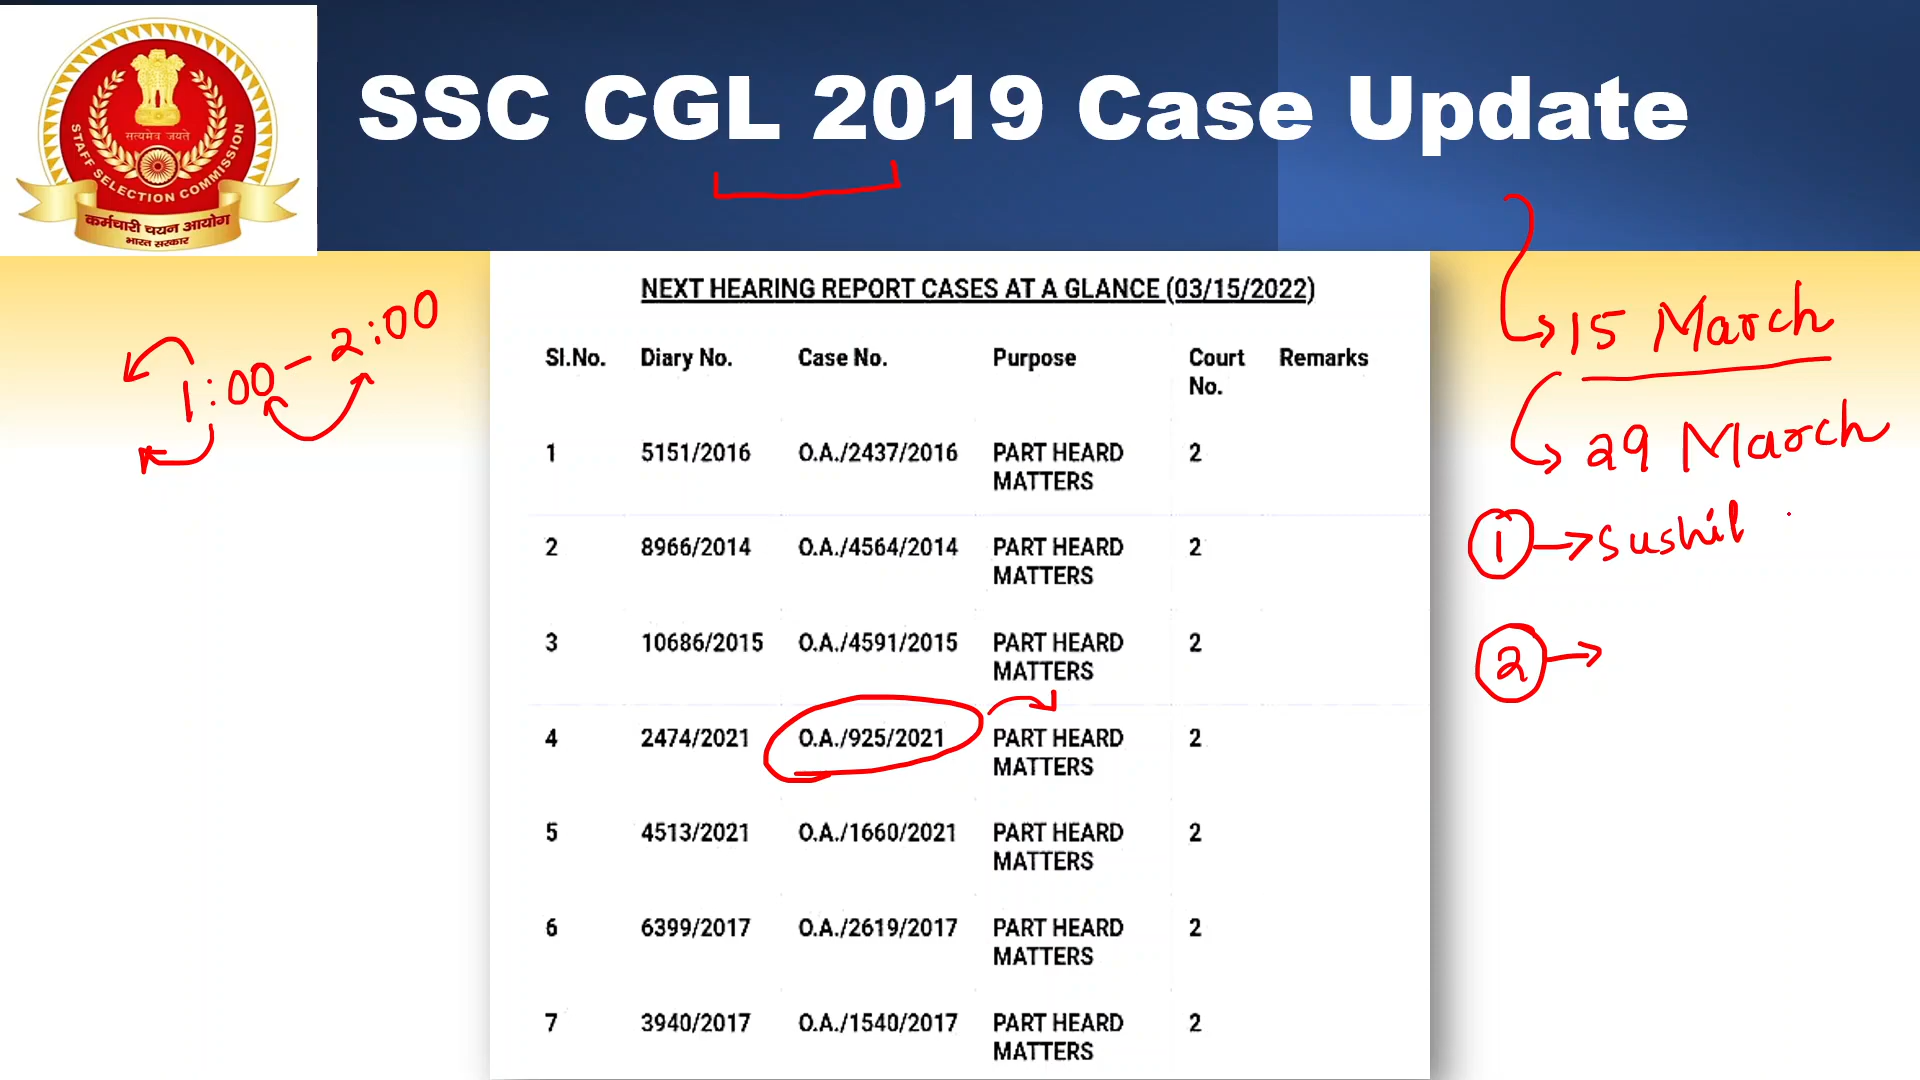 SSC CGL 2019 Case Update
सत्यमेव जयते
STAFF SELECTION COMMISSION
कर्मचारी चयन आयोग
भारत सरकार
1:00-2:00
NEXT HEARING REPORT CASES AT A GLANCE (03/15/2022)
Sl.No. Diary No. Case No. Purpose Court No. Remarks
1 5151/2016 O.A./2437/2016 PART HEARD MATTERS 2
2 8966/2014 O.A./4564/2014 PART HEARD MATTERS 2
3 10686/2015 O.A./4591/2015 PART HEARD MATTERS 2
4 2474/2021 O.A./925/2021 PART HEARD MATTERS 2
5 4513/2021 O.A./1660/2021 PART HEARD MATTERS 2
6 6399/2017 O.A./2619/2017 PART HEARD MATTERS 2
7 3940/2017 O.A./1540/2017 PART HEARD MATTERS 2
15 March
29 March
1 → Sushil
2 →